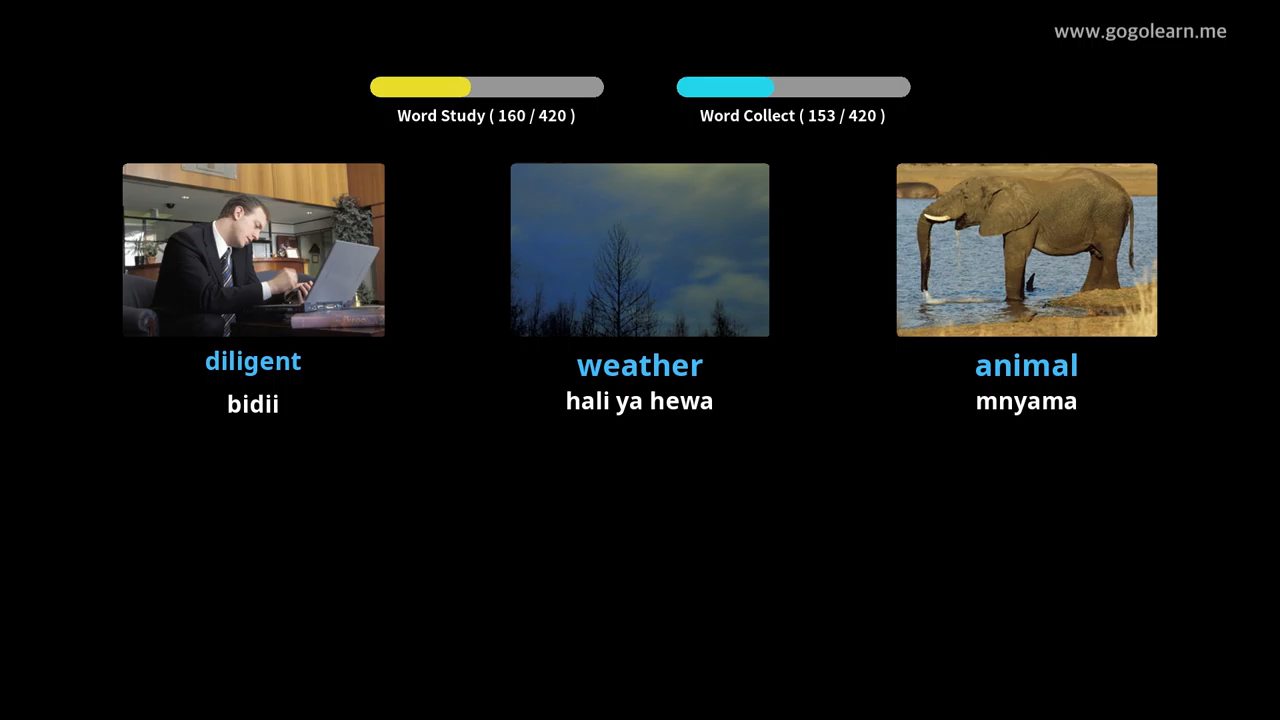 www.gogolearn.me
Word Study ( 160 / 420 )
Word Collect ( 153 / 420 )
diligent
bidii
weather
hali ya hewa
animal
mnyama